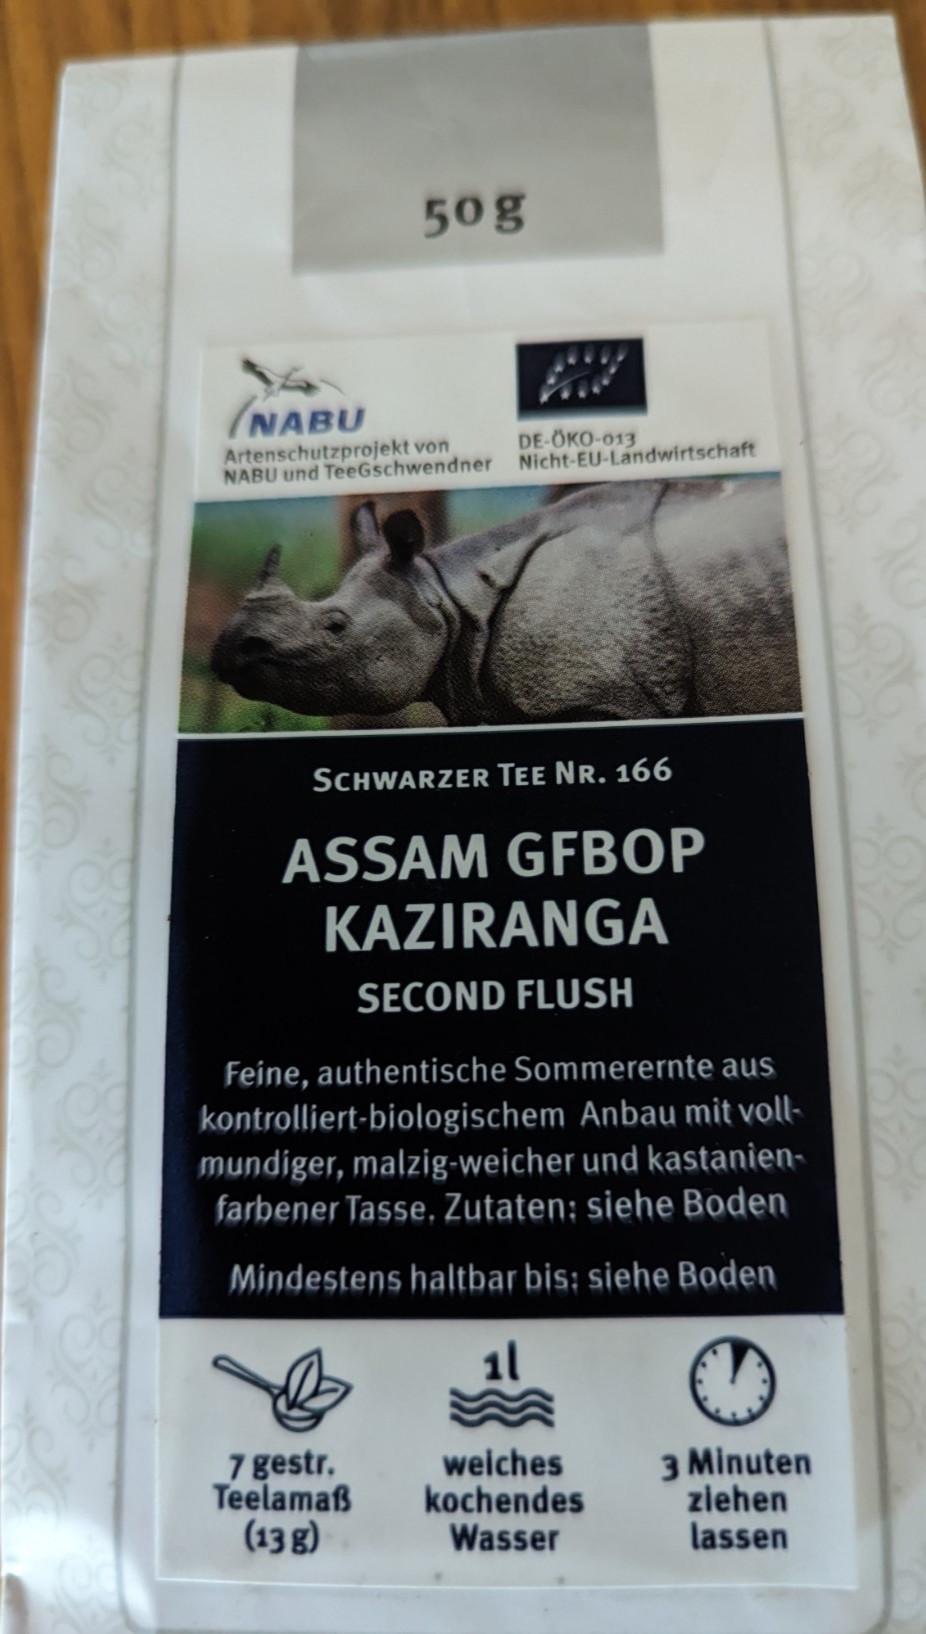 50 g
NABU
Artenschutzprojekt von
NABU und TeeGschwendner
DE-ÖKO-013
Nicht-EU-Landwirtschaft
SCHWARZER TEE NR. 166
ASSAM GFBOP
KAZIRANGA
SECOND FLUSH
Feine, authentische Sommerernte aus
kontrolliert-biologischem Anbau mit voll-
mundiger, malzig-weicher und kastanien-
farbener Tasse. Zutaten: siehe Boden
Mindestens haltbar bis: siehe Boden
7 gestr.
Teelamaß
(13 g)
1l
weiches
kochendes
Wasser
3 Minuten
ziehen
lassen